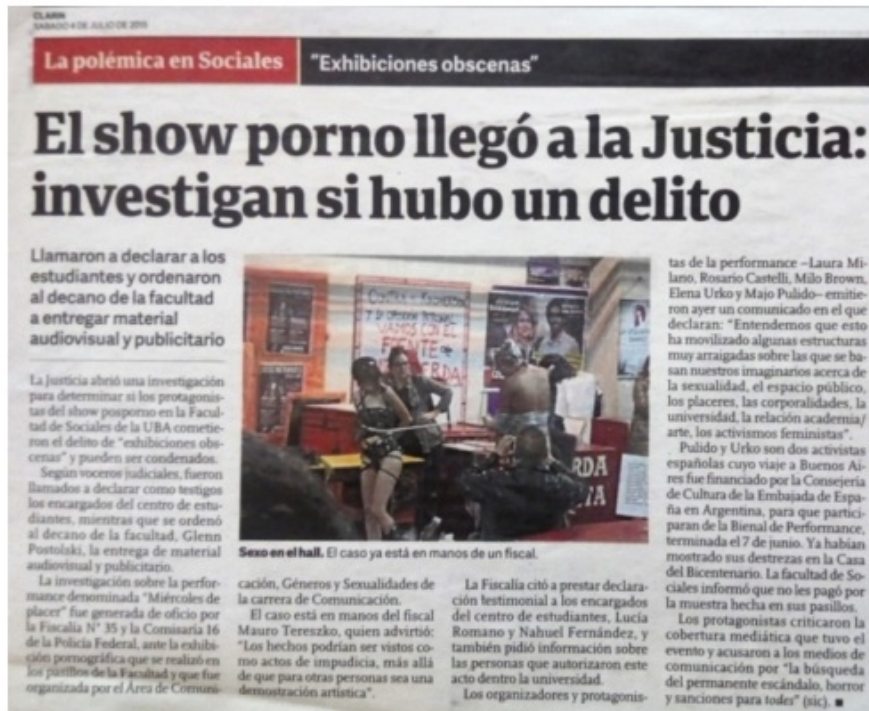 CLARIN
SABADO 4 DE JULIO DE 2015
La polémica en Sociales
"Exhibiciones obscenas"
El show porno llegó a la Justicia:
investigan si hubo un delito
Llamaron a declarar a los
estudiantes y ordenaron
al decano de la facultad
a entregar material
audiovisual y publicitario
La Justicia abrió una investigación
para determinar si los protagonis-
tas del show posporno en la Facul-
tad de Sociales de la UBA cometie-
ron el delito de "exhibiciones obs-
cenas" y pueden ser condenados.
Según voceros judiciales, fueron
llamados a declarar como testigos
los encargados del centro de estu-
diantes, mientras que se ordenó
al decano de la facultad, Glenn
Postolski, la entrega de material
audiovisual y publicitario.
La investigación sobre la perfor-
mance denominada "Miércoles de
placer" fue generada de oficio por
la Fiscalía N° 35 y la Comisaría 16
de la Policía Federal, ante la exhibi-
ción pornográfica que se realizó en
los pasillos de la Facultad y que fue
organizada por el Área de Comuni-
VAMOS CON EL
FRENTE
RDA
TA
Sexo en el hall. El caso ya está en manos de un fiscal.
cación, Géneros y Sexualidades de
la carrera de Comunicación.
El caso está en manos del fiscal
Mauro Tereszko, quien advirtió:
"Los hechos podrían ser vistos co-
mo actos de impudicia, más allá
de que para otras personas sea una
demostración artística".
La Fiscalía citó a prestar declara-
ción testimonial a los encargados
del centro de estudiantes, Lucía
Romano y Nahuel Fernández, y
también pidió información sobre
las personas que autorizaron este
acto dentro la universidad.
Los organizadores y protagonis-
tas de la performance –Laura Mi-
lano, Rosario Castelli, Milo Brown,
Elena Urko y Majo Pulido– emitie-
ron ayer un comunicado en el que
declaran: "Entendemos que esto
ha movilizado algunas estructuras
muy arraigadas sobre las que se ba-
san nuestros imaginarios acerca de
la sexualidad, el espacio público,
los placeres, las corporalidades, la
universidad, la relación academia/
arte, los activismos feministas".
Pulido y Urko son dos activistas
españolas cuyo viaje a Buenos Ai-
res fue financiado por la Consejería
de Cultura de la Embajada de Espa-
ña en Argentina, para que partici-
paran de la Bienal de Performance,
terminada el 7 de junio. Ya habían
mostrado sus destrezas en la Casa
del Bicentenario. La facultad de So-
ciales informó que no les pagó por
la muestra hecha en sus pasillos.
Los protagonistas criticaron la
cobertura mediática que tuvo el
evento y acusaron a los medios de
comunicación por "la búsqueda
del permanente escándalo, horror
y sanciones para todes" (sic). ■